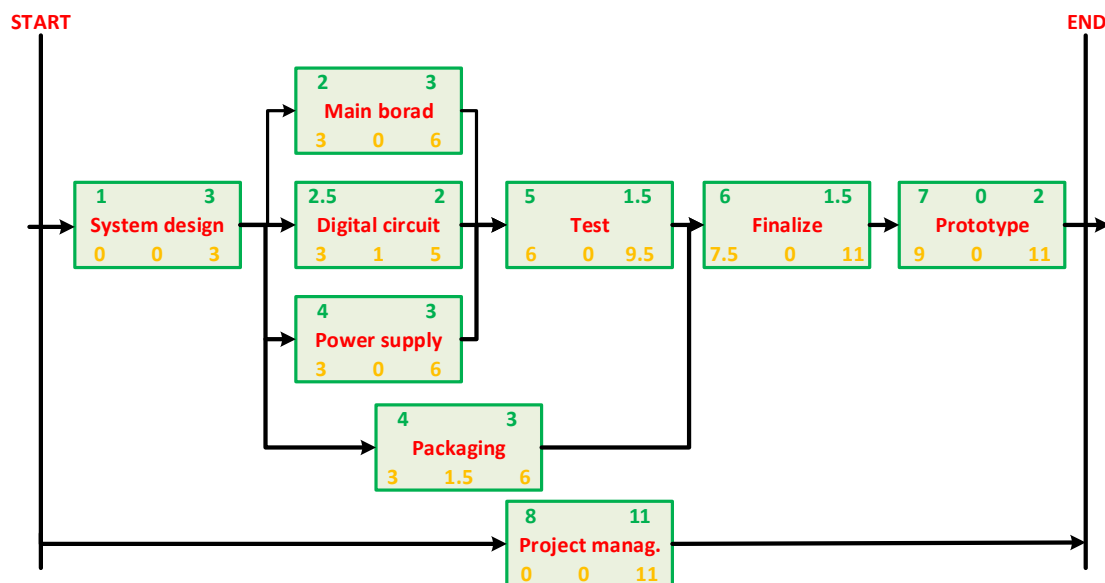 START END
2 3
Main borad
3 0 6
1 3
System design
0 0 3
2.5 2
Digital circuit
3 1 5
5 1.5
Test
6 0 9.5
6 1.5
Finalize
7.5 0 11
7 0 2
Prototype
9 0 11
4 3
Power supply
3 0 6
4 3
Packaging
3 1.5 6
8 11
Project manag.
0 0 11